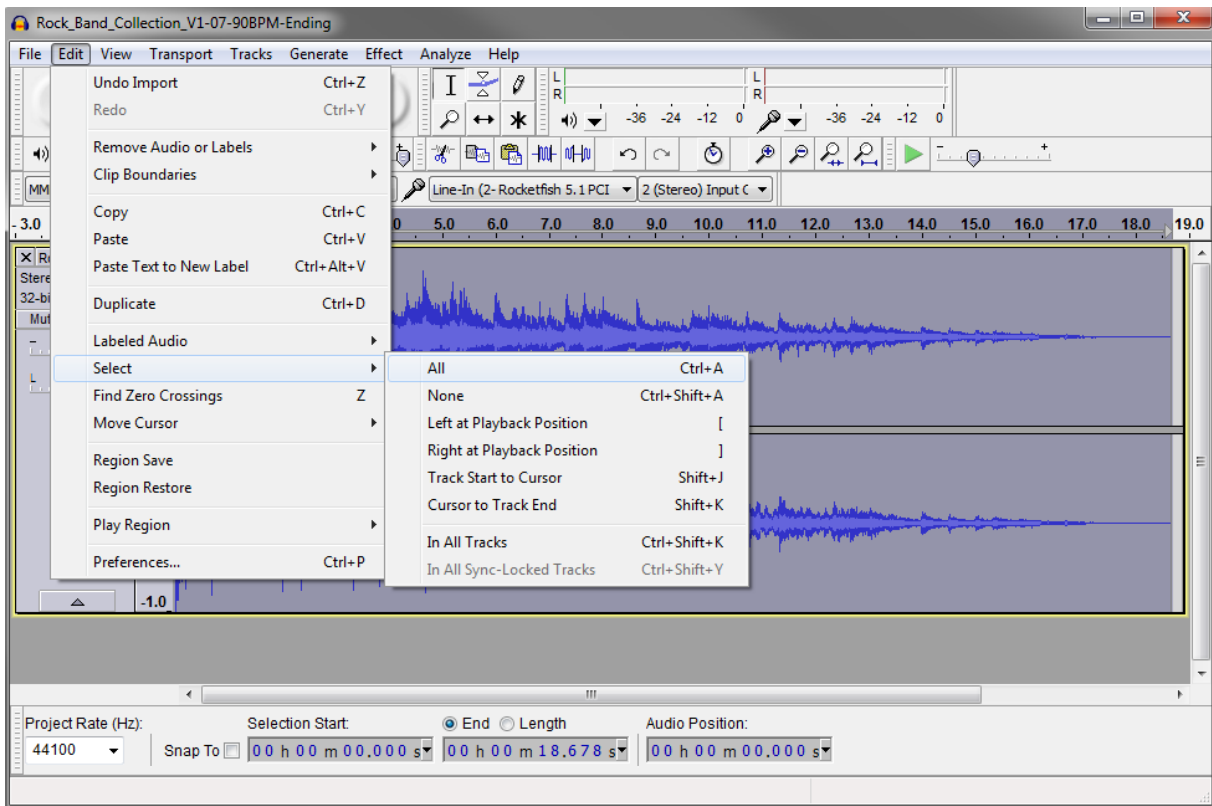 Rock_Band_Collection_V1-07-90BPM-Ending
File Edit View Transport Tracks Generate Effect Analyze Help
Undo Import Ctrl+Z
Redo Ctrl+Y
Remove Audio or Labels
Clip Boundaries
Copy Ctrl+C
Paste Ctrl+V
Paste Text to New Label Ctrl+Alt+V
Duplicate Ctrl+D
Labeled Audio
Select
Find Zero Crossings Z
Move Cursor
Region Save
Region Restore
Play Region
Preferences... Ctrl+P
All Ctrl+A
None Ctrl+Shift+A
Left at Playback Position [
Right at Playback Position ]
Track Start to Cursor Shift+J
Cursor to Track End Shift+K
In All Tracks Ctrl+Shift+K
In All Sync-Locked Tracks Ctrl+Shift+Y
L L
R R
-36 -24 -12 0 -36 -24 -12 0
MM Line-In (2- Rocketfish 5.1 PCI 2 (Stereo) Input C
- 3.0 0 5.0 6.0 7.0 8.0 9.0 10.0 11.0 12.0 13.0 14.0 15.0 16.0 17.0 18.0 19.0
X R
Stere
32-bi
Mut
L
-1.0
Project Rate (Hz): Selection Start: End Length Audio Position:
44100 Snap To 00 h 00 m 00.000 s 00 h 00 m 18.678 s 00 h 00 m 00.000 s